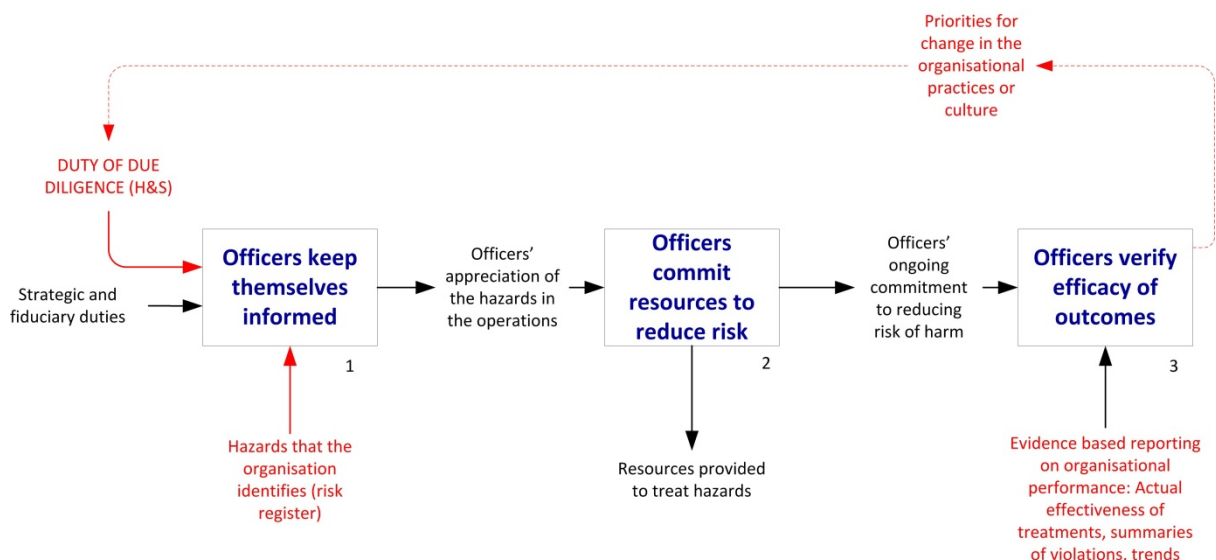 Priorities for
change in the
organisational
practices or
culture
DUTY OF DUE
DILIGENCE (H&S)
Strategic and
fiduciary duties
Officers keep
themselves
informed
1
Hazards that the
organisation
identifies (risk
register)
Officers’
appreciation of
the hazards in
the operations
Officers
commit
resources to
reduce risk
2
Resources provided
to treat hazards
Officers’
ongoing
commitment
to reducing
risk of harm
Officers verify
efficacy of
outcomes
3
Evidence based reporting
on organisational
performance: Actual
effectiveness of
treatments, summaries
of violations, trends